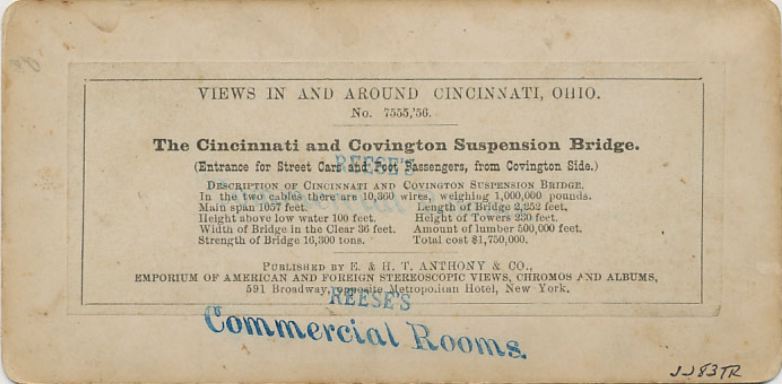 VIEWS IN AND AROUND CINCINNATI, OHIO.
No. 7555,'56.
The Cincinnati and Covington Suspension Bridge.
(Entrance for Street Cars and Foot Passengers, from Covington Side.)
DESCRIPTION OF CINCINNATI AND COVINGTON SUSPENSION BRIDGE.
In the two cables there are 10,360 wires, weighing 1,000,000 pounds.
Main span 1057 feet. Length of Bridge 2,252 feet.
Height above low water 100 feet. Height of Towers 230 feet.
Width of Bridge in the Clear 36 feet. Amount of lumber 500,000 feet.
Strength of Bridge 16,300 tons. Total cost $1,750,000.
PUBLISHED BY E. & H. T. ANTHONY & CO.,
EMPORIUM OF AMERICAN AND FOREIGN STEREOSCOPIC VIEWS, CHROMOS AND ALBUMS,
591 Broadway, opposite Metropolitan Hotel, New York.
REESE'S
REESE'S
Commercial Rooms.
JJ83TR